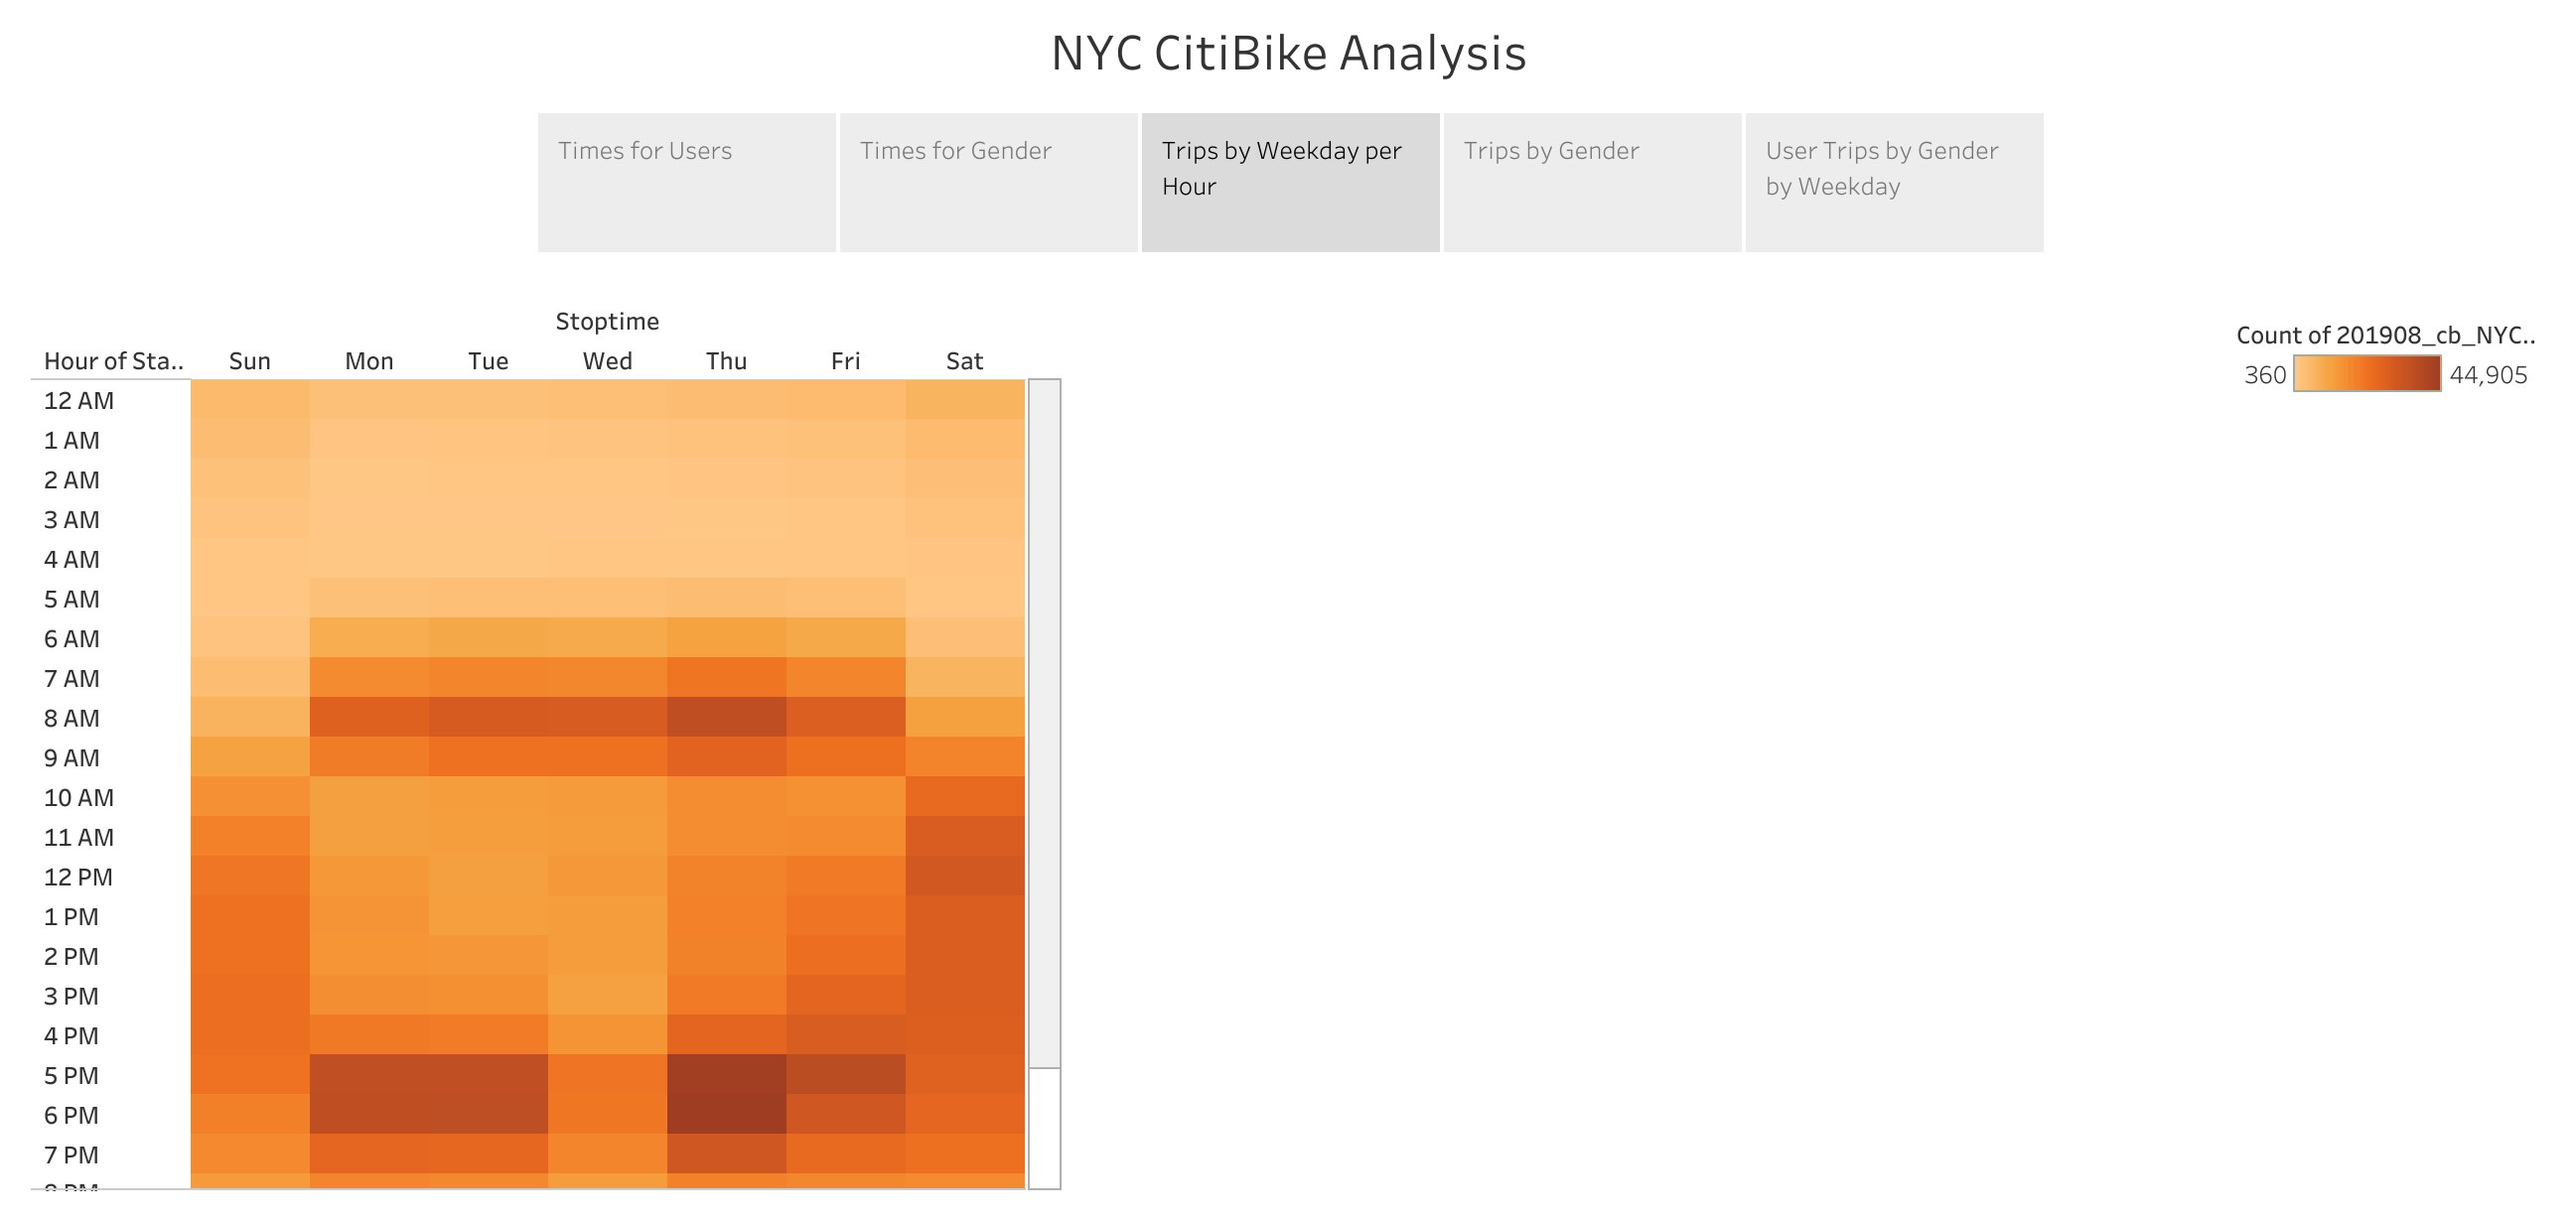 NYC CitiBike Analysis
Times for Users
Times for Gender
Trips by Weekday per
Hour
Trips by Gender
User Trips by Gender
by Weekday
Stoptime
Hour of Sta.. Sun Mon Tue Wed Thu Fri Sat
12 AM
1 AM
2 AM
3 AM
4 AM
5 AM
6 AM
7 AM
8 AM
9 AM
10 AM
11 AM
12 PM
1 PM
2 PM
3 PM
4 PM
5 PM
6 PM
7 PM
Count of 201908_cb_NYC..
360 44,905